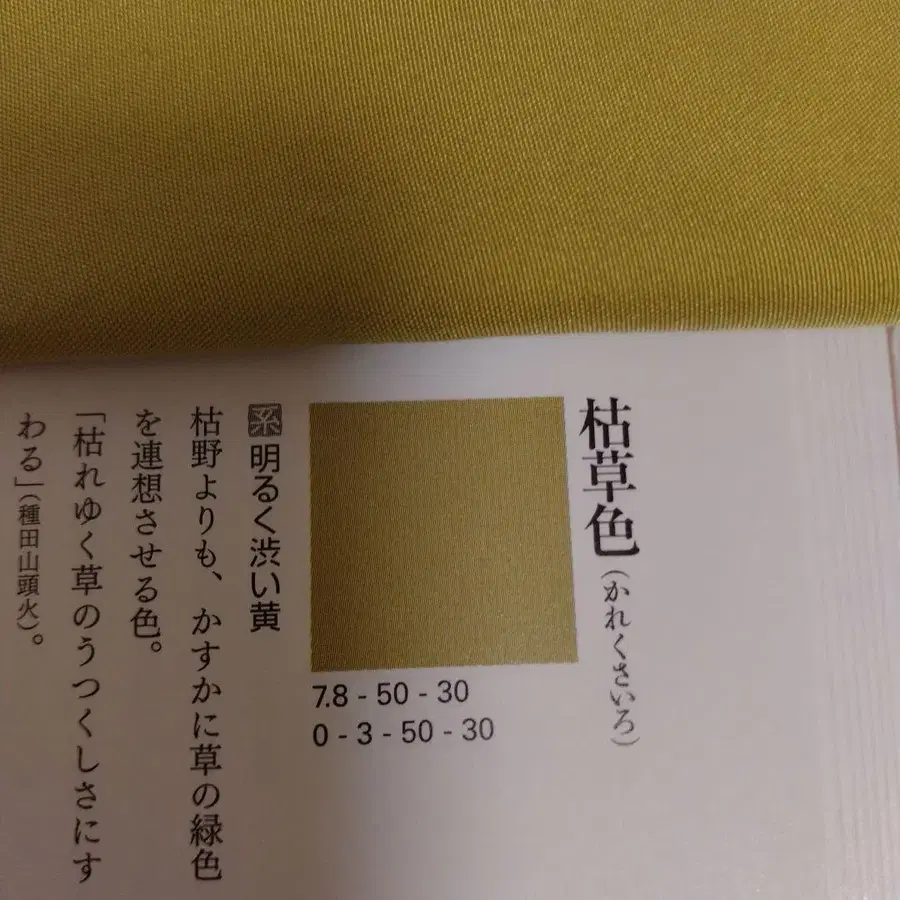 枯草色(かれくさいろ)
7.8 - 50 - 30
0 - 3 - 50 - 30
系 明るく渋い黄
枯野よりも、かすかに草の緑色
を連想させる色。
「枯れゆく草のうつくしさにす
わる」(種田山頭火)。